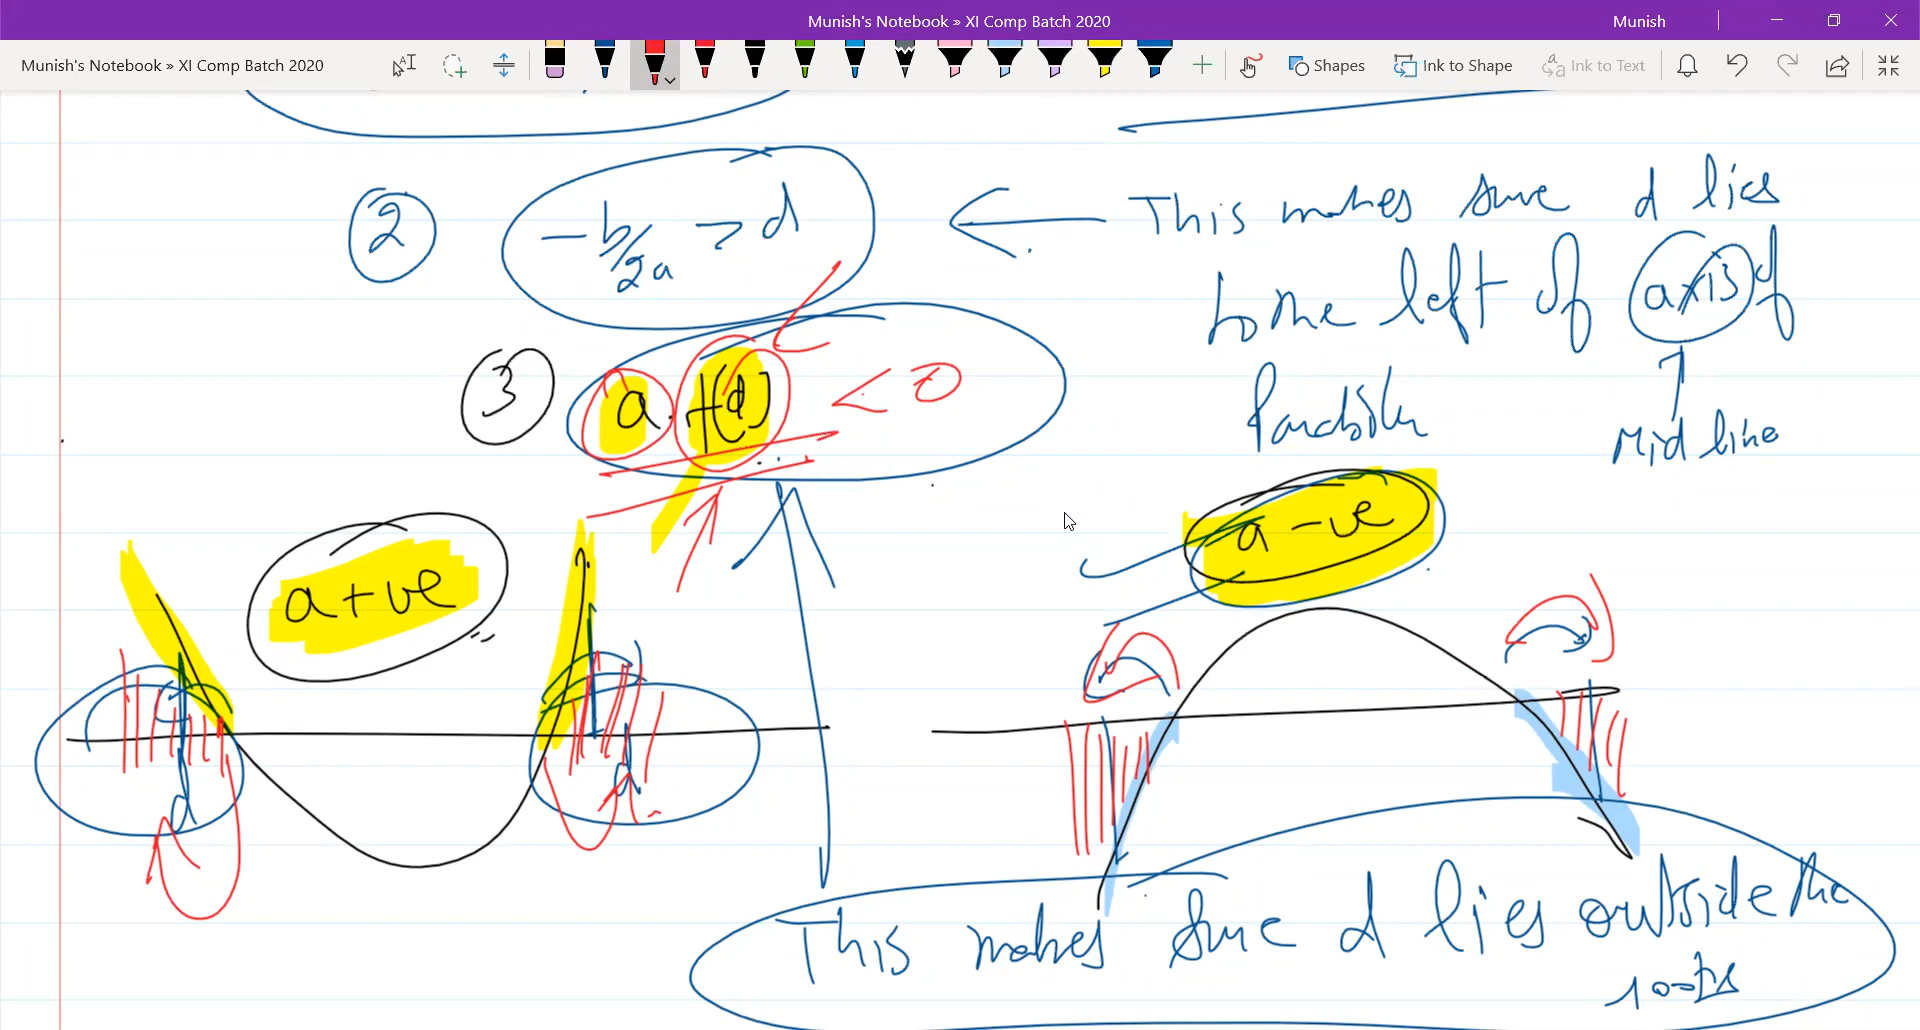 Munish's Notebook » XI Comp Batch 2020
Munish
Munish's Notebook » XI Comp Batch 2020
Shapes
Ink to Shape
Ink to Text
② -b/2a > d
This makes sure d lies
to the left of axis of
Parabola
Mid line
③ a. f(d) < 0
a +ve
a -ve
d
d
This makes sure d lies outside the
roots